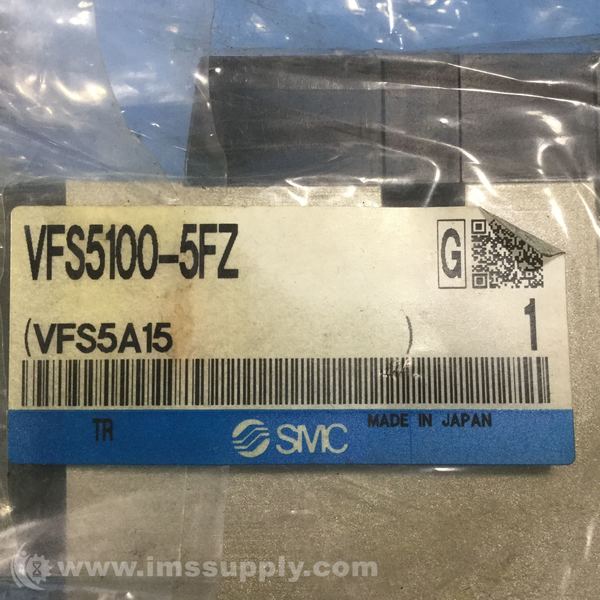 VFS5100-5FZ
G
(VFS5A15 )
1
TR
SMC
MADE IN JAPAN
www.imssupply.com